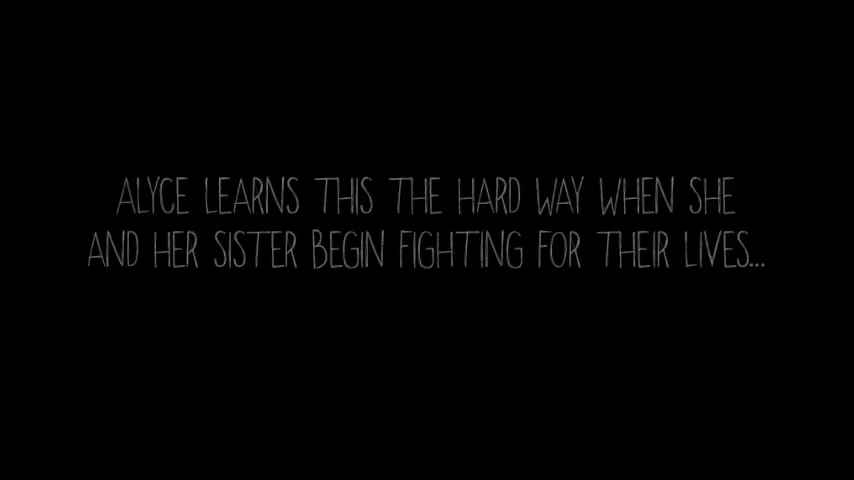 ALYCE LEARNS THIS THE HARD WAY WHEN SHE
AND HER SISTER BEGIN FIGHTING FOR THEIR LIVES...